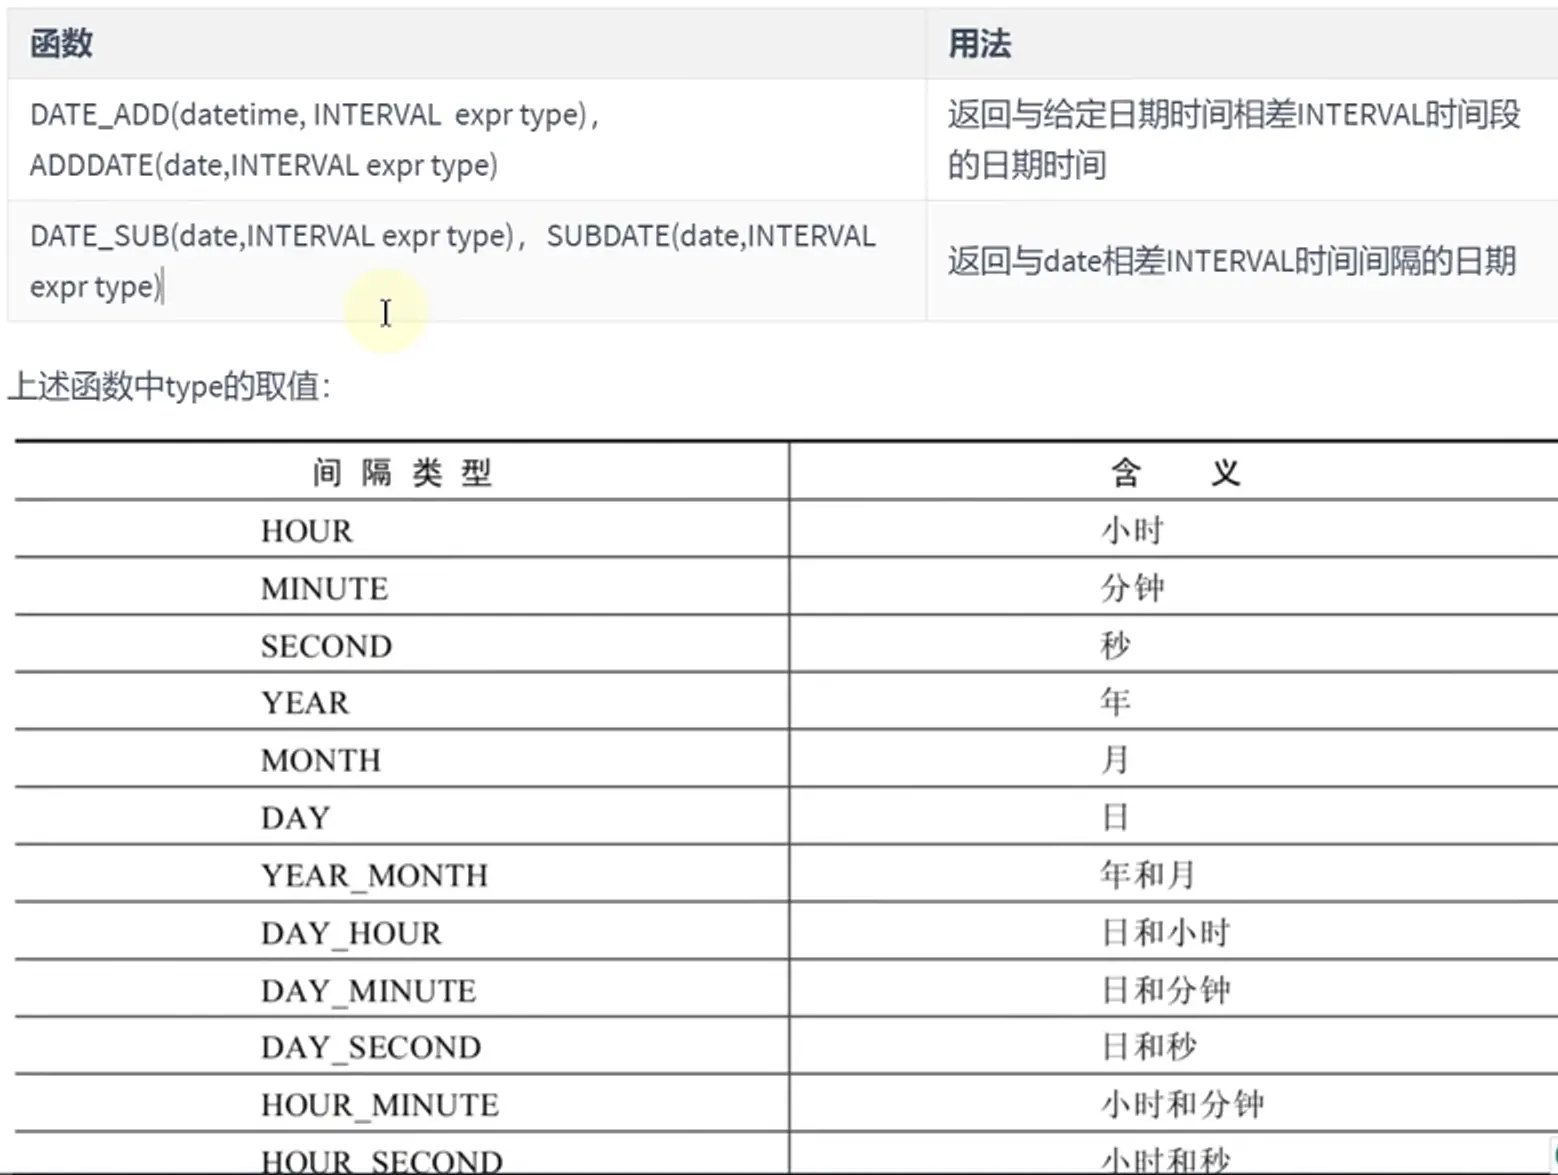 函数 用法
DATE_ADD(datetime, INTERVAL expr type)，
ADDDATE(date,INTERVAL expr type)
返回与给定日期时间相差INTERVAL时间段
的日期时间
DATE_SUB(date,INTERVAL expr type)，SUBDATE(date,INTERVAL
expr type)
返回与date相差INTERVAL时间间隔的日期
上述函数中type的取值：
间隔类型 含义
HOUR 小时
MINUTE 分钟
SECOND 秒
YEAR 年
MONTH 月
DAY 日
YEAR_MONTH 年和月
DAY_HOUR 日和小时
DAY_MINUTE 日和分钟
DAY_SECOND 日和秒
HOUR_MINUTE 小时和分钟
HOUR_SECOND 小时和秒